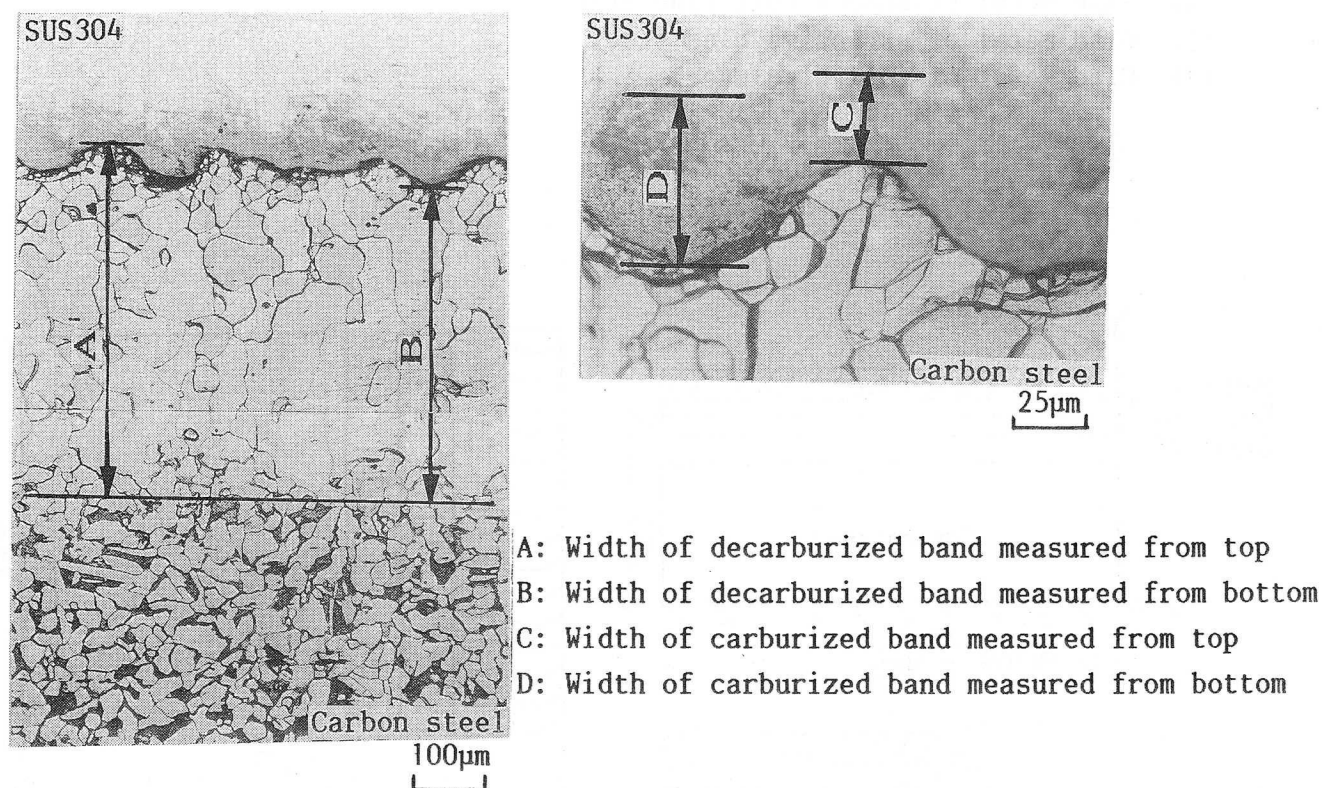 SUS304
A
B
Carbon steel
100µm
SUS304
C
D
Carbon steel
25µm
A: Width of decarburized band measured from top
B: Width of decarburized band measured from bottom
C: Width of carburized band measured from top
D: Width of carburized band measured from bottom